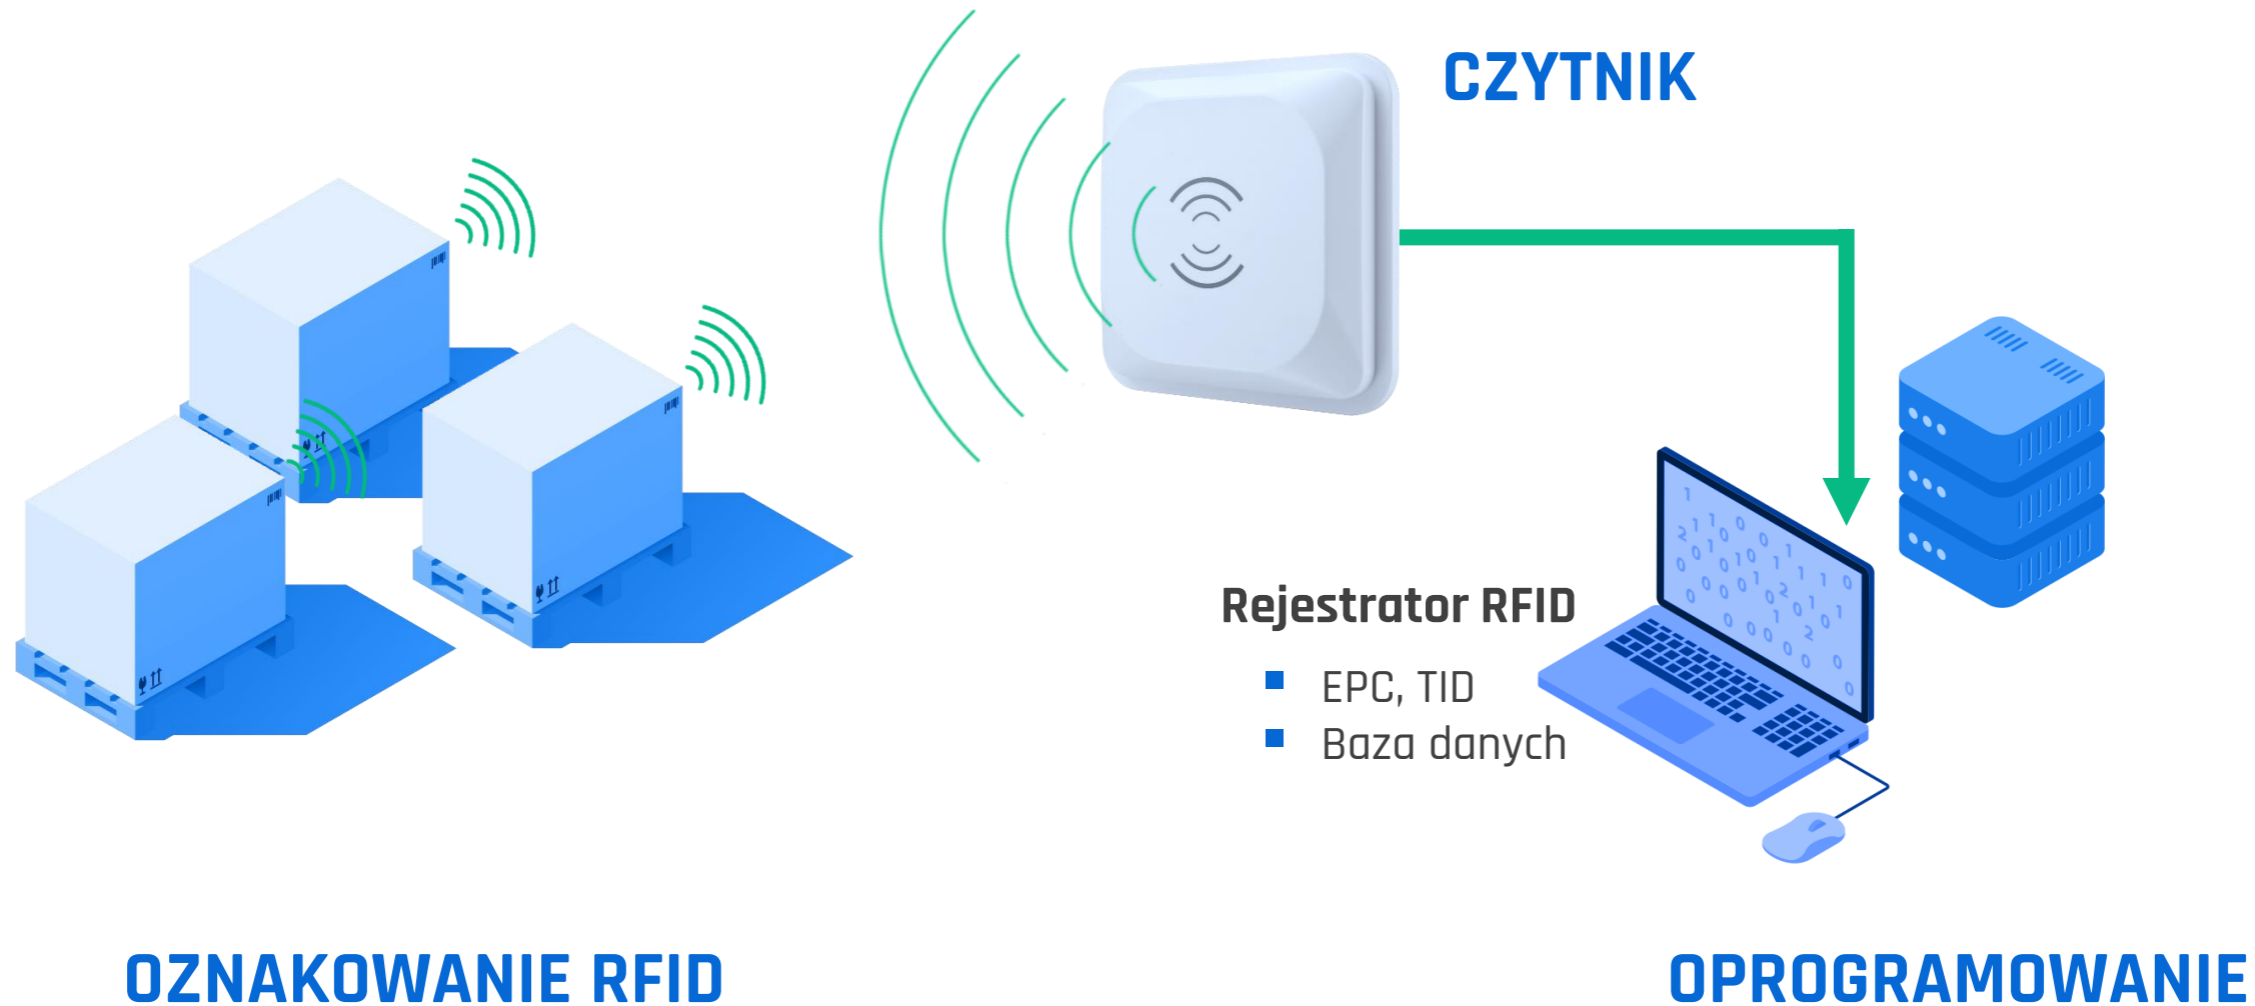 CZYTNIK
Rejestrator RFID
EPC, TID
Baza danych
OZNAKOWANIE RFID
OPROGRAMOWANIE